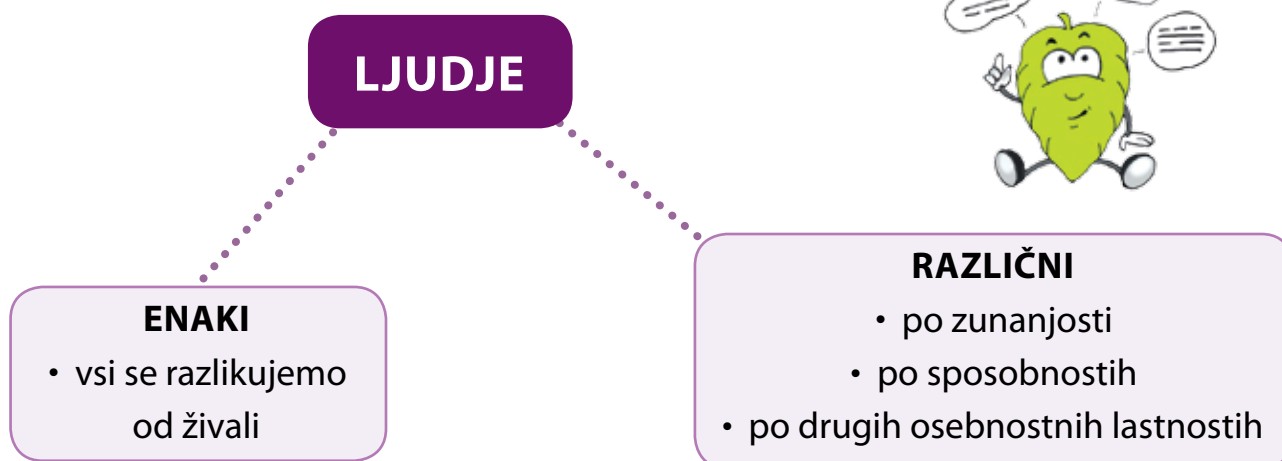 LJUDJE
ENAKI
• vsi se razlikujemo
od živali
RAZLIČNI
• po zunanjosti
• po sposobnostih
• po drugih osebnostnih lastnostih